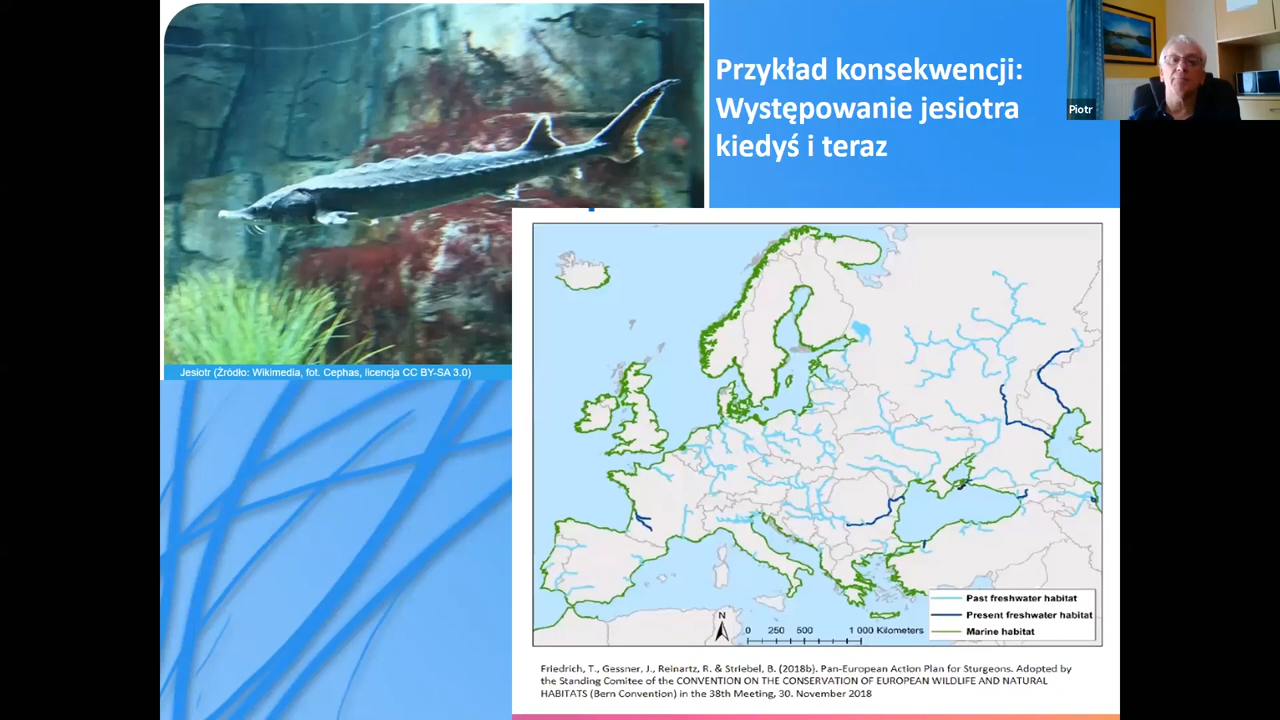 Przykład konsekwencji:
Występowanie jesiotra
kiedyś i teraz
Piotr
Jesiotr (Źródło: Wikimedia, fot. Cephas, licencja CC BY-SA 3.0)
Past freshwater habitat
Present freshwater habitat
Marine habitat
N
0 250 500 1 000 Kilometers
Friedrich, T., Gessner, J., Reinartz, R. & Striebel, B. (2018b). Pan-European Action Plan for Sturgeons. Adopted by
the Standing Comitee of the CONVENTION ON THE CONSERVATION OF EUROPEAN WILDLIFE AND NATURAL
HABITATS (Bern Convention) in the 38th Meeting, 30. November 2018